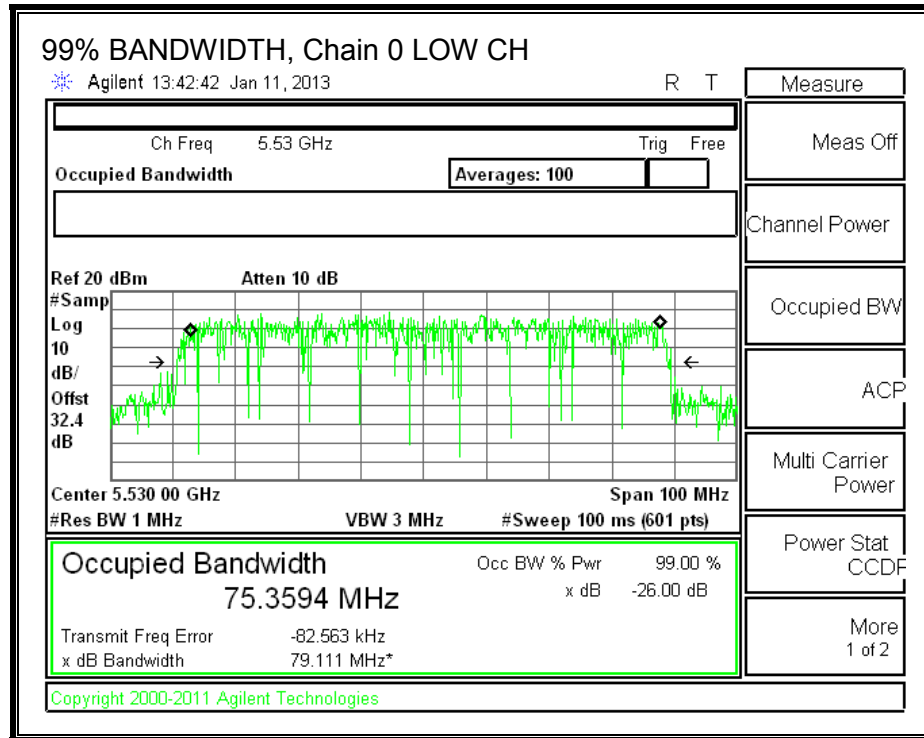 99% BANDWIDTH, Chain 0 LOW CH
Agilent 13:42:42 Jan 11, 2013 R T
Measure
Ch Freq 5.53 GHz Trig Free
Meas Off
Occupied Bandwidth Averages: 100
Channel Power
Ref 20 dBm Atten 10 dB
#Samp
Log
10
dB/
Offst
32.4
dB
Occupied BW
ACP
Multi Carrier
Power
Center 5.530 00 GHz Span 100 MHz
#Res BW 1 MHz VBW 3 MHz #Sweep 100 ms (601 pts)
Power Stat
CCDF
Occupied Bandwidth Occ BW % Pwr 99.00 %
75.3594 MHz x dB -26.00 dB
Transmit Freq Error -82.563 kHz
x dB Bandwidth 79.111 MHz*
More
1 of 2
Copyright 2000-2011 Agilent Technologies